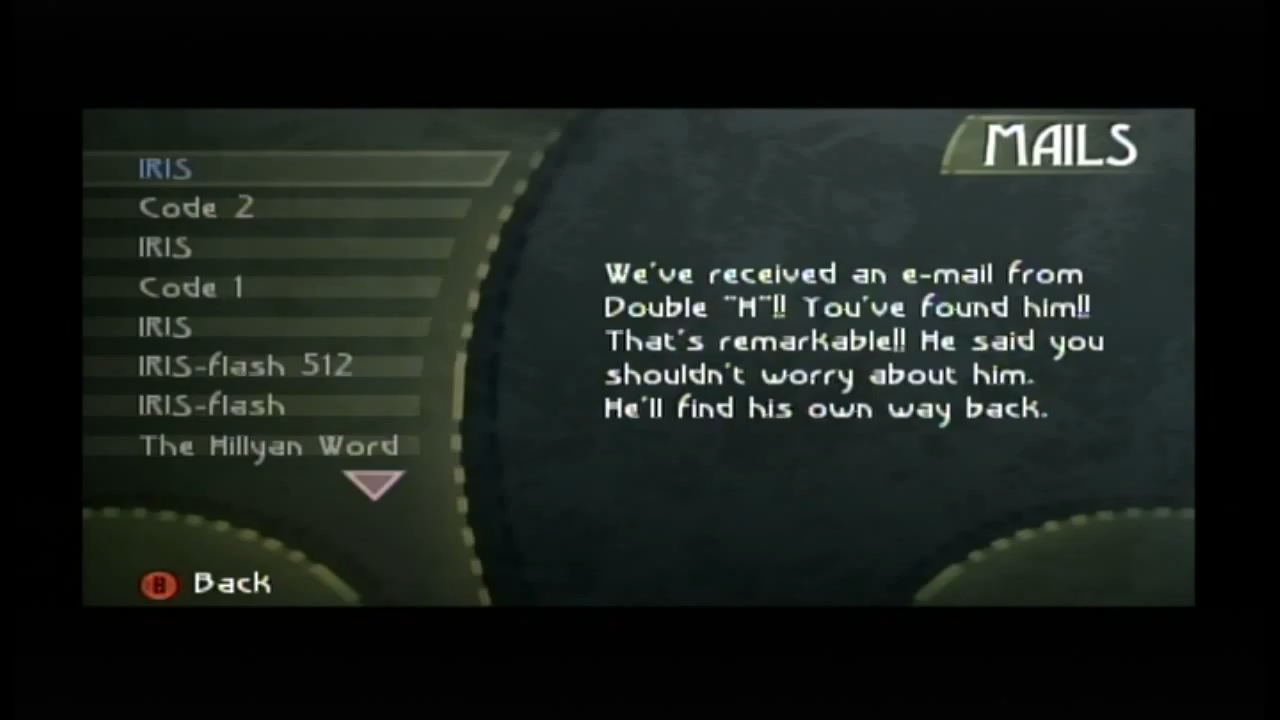 MAILS
IRIS
Code 2
IRIS
Code 1
IRIS
IRIS-flash 512
IRIS-flash
The Hillyan Word
We've received an e-mail from
Double "H"!! You've found him!!
That's remarkable!! He said you
shouldn't worry about him.
He'll find his own way back.
B Back